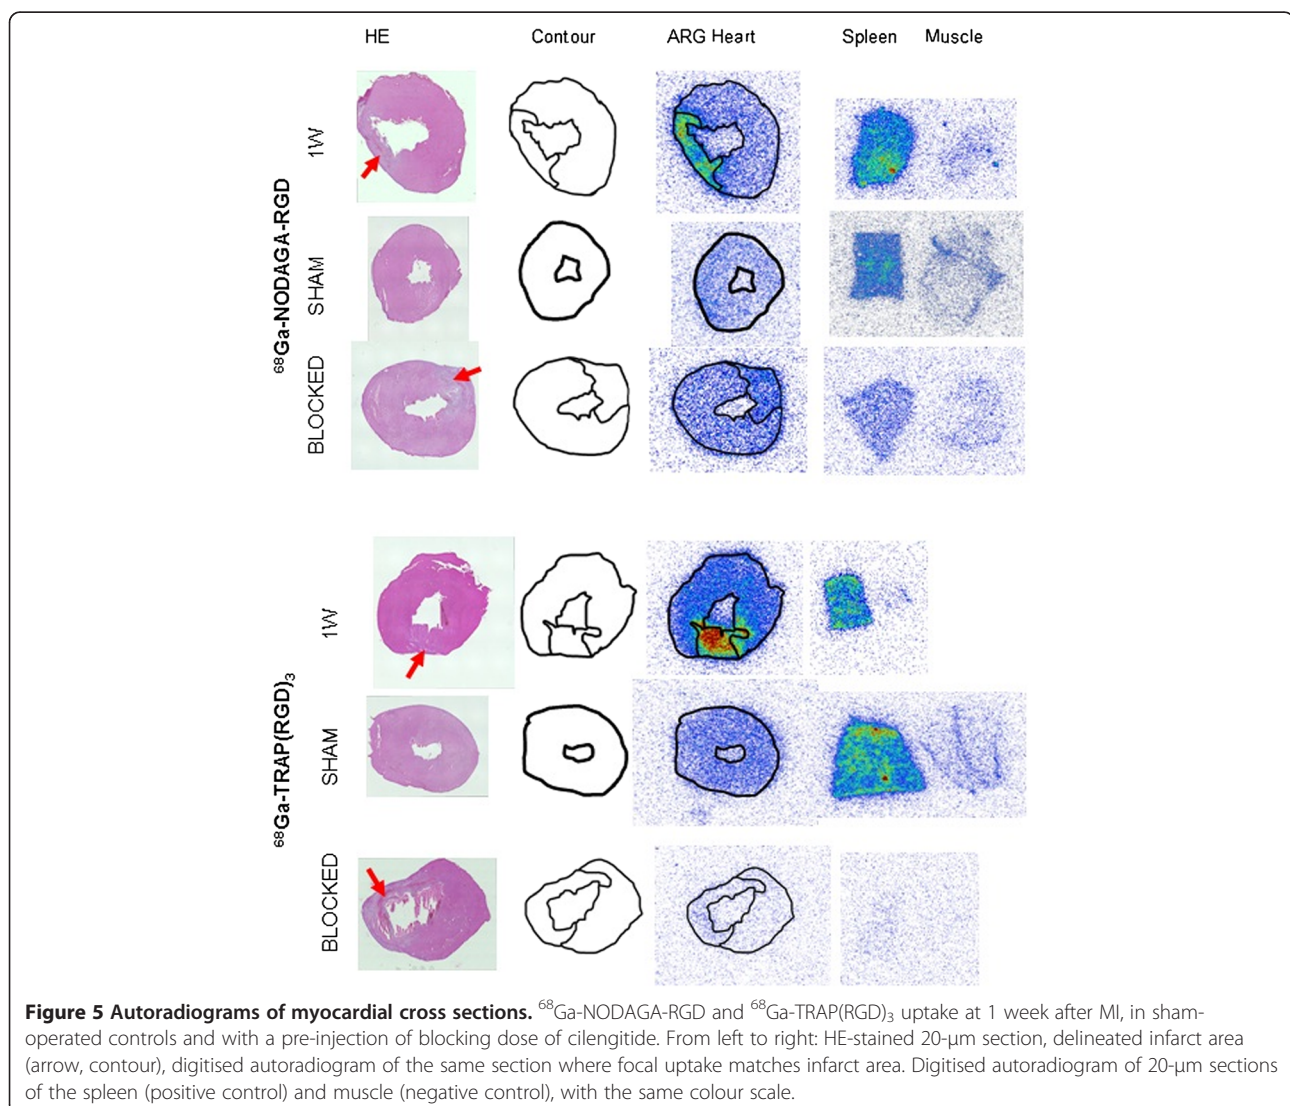 HE Contour ARG Heart Spleen Muscle
⁶⁸Ga-NODAGA-RGD
1W
SHAM
BLOCKED
⁶⁸Ga-TRAP(RGD)₃
1W
SHAM
BLOCKED
Figure 5 Autoradiograms of myocardial cross sections. ⁶⁸Ga-NODAGA-RGD and ⁶⁸Ga-TRAP(RGD)₃ uptake at 1 week after MI, in sham-
operated controls and with a pre-injection of blocking dose of cilengitide. From left to right: HE-stained 20-μm section, delineated infarct area
(arrow, contour), digitised autoradiogram of the same section where focal uptake matches infarct area. Digitised autoradiogram of 20-μm sections
of the spleen (positive control) and muscle (negative control), with the same colour scale.